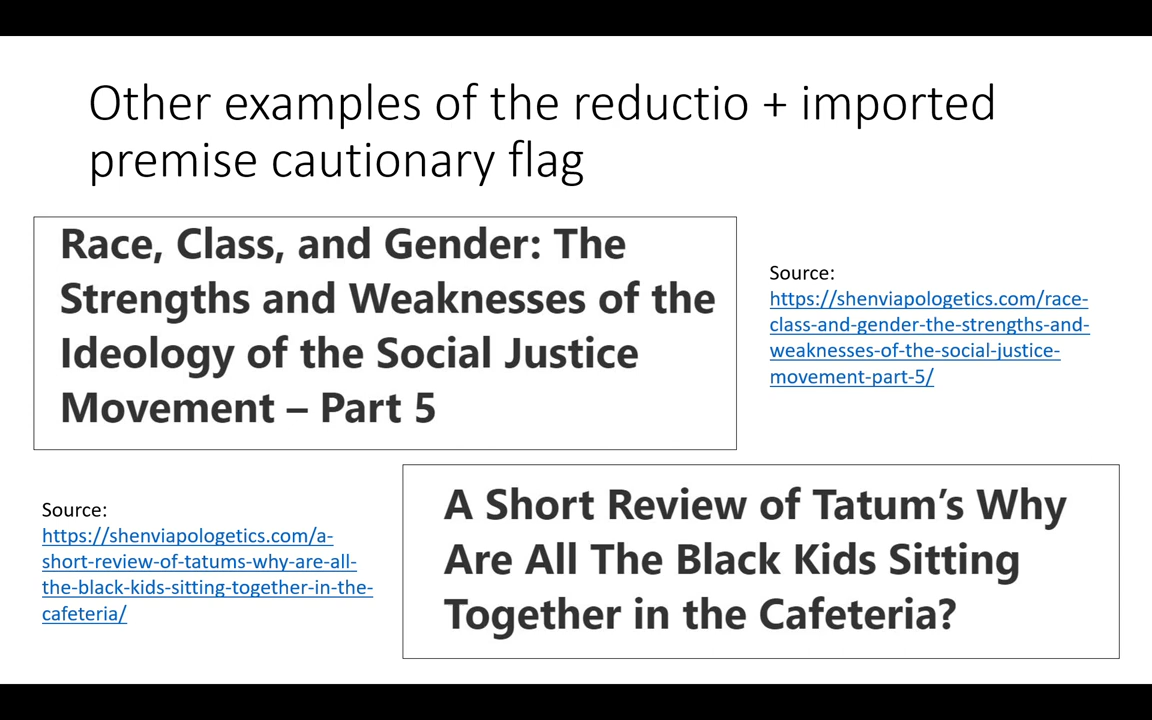 Other examples of the reductio + imported
premise cautionary flag
Race, Class, and Gender: The
Strengths and Weaknesses of the
Ideology of the Social Justice
Movement – Part 5
Source:
https://shenviapologetics.com/race-
class-and-gender-the-strengths-and-
weaknesses-of-the-social-justice-
movement-part-5/
Source:
https://shenviapologetics.com/a-
short-review-of-tatums-why-are-all-
the-black-kids-sitting-together-in-the-
cafeteria/
A Short Review of Tatum’s Why
Are All The Black Kids Sitting
Together in the Cafeteria?